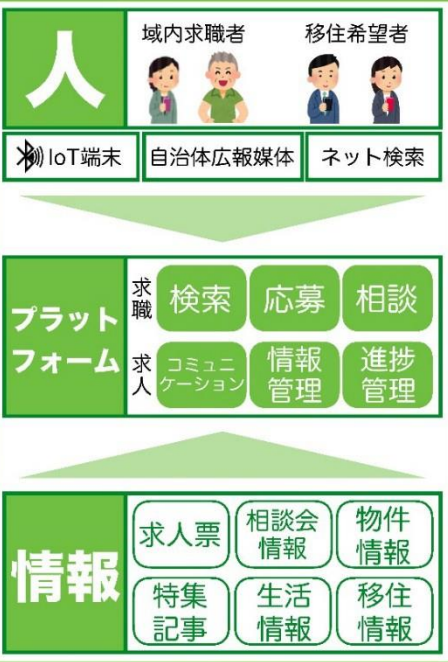 人
域内求職者
移住希望者
IoT端末
自治体広報媒体
ネット検索
プラット
フォーム
求職
検索
応募
相談
求人
コミュニ
ケーション
情報
管理
進捗
管理
情報
求人票
相談会
情報
物件
情報
特集
記事
生活
情報
移住
情報